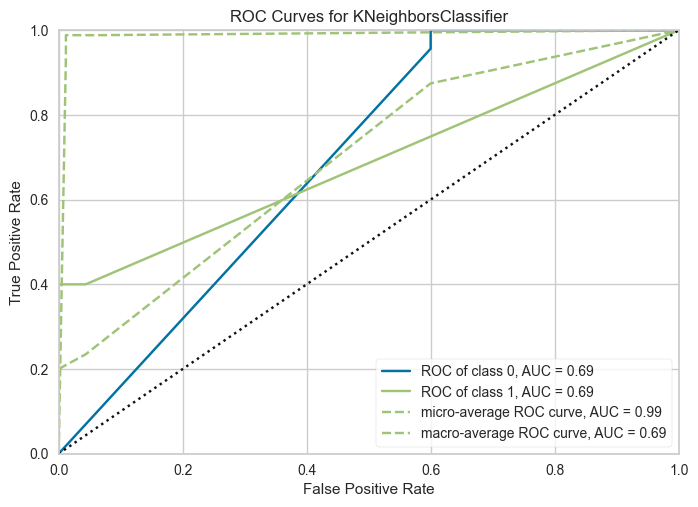 ROC Curves for KNeighborsClassifier
1.0
0.8
0.6
0.4
0.2
0.0
True Positive Rate
ROC of class 0, AUC = 0.69
ROC of class 1, AUC = 0.69
micro-average ROC curve, AUC = 0.99
macro-average ROC curve, AUC = 0.69
0.0 0.2 0.4 0.6 0.8 1.0
False Positive Rate